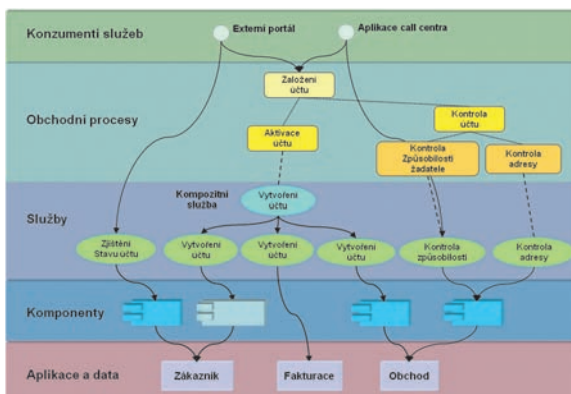 Konzumenti služeb
Externí portál
Aplikace call centra
Obchodní procesy
Založení
účtu
Kontrola
účtu
Aktivace
účtu
Kontrola
Způsobilosti
žadatele
Kontrola
adresy
Služby
Kompozitní
služba
Vytvoření
účtu
Zjištění
Stavu účtu
Vytvoření
účtu
Vytvoření
účtu
Vytvoření
účtu
Kontrola
způsobilosti
Kontrola
adresy
Komponenty
Aplikace a data
Zákazník
Fakturace
Obchod